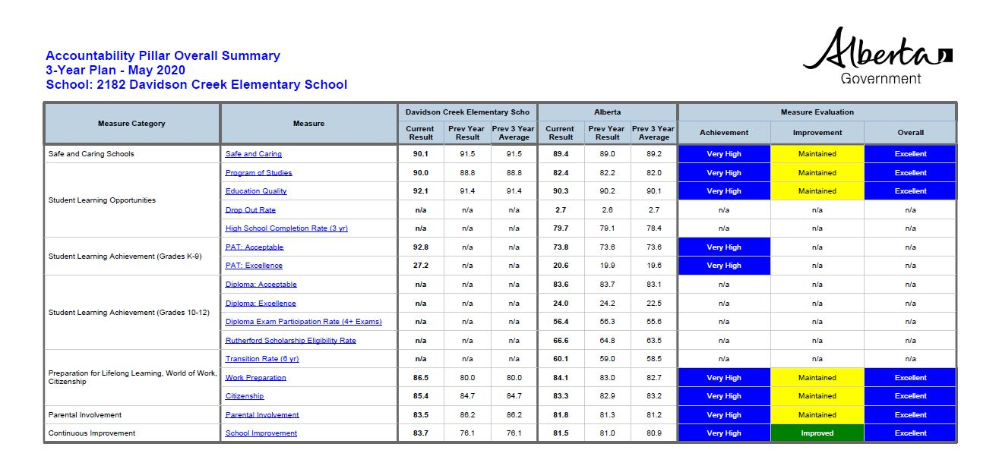 Alberta
Government
Accountability Pillar Overall Summary
3-Year Plan - May 2020
School: 2182 Davidson Creek Elementary School
Measure Category Measure Davidson Creek Elementary Scho Alberta Measure Evaluation
Current Result Prev Year Result Prev 3 Year Average Current Result Prev Year Result Prev 3 Year Average Achievement Improvement Overall
Safe and Caring Schools Safe and Caring 90.1 91.5 91.5 89.4 89.0 89.2 Very High Maintained Excellent
Student Learning Opportunities Program of Studies 90.0 88.8 88.8 82.4 82.2 82.0 Very High Maintained Excellent
Education Quality 92.1 91.4 91.4 90.3 90.2 90.1 Very High Maintained Excellent
Drop Out Rate n/a n/a n/a 2.7 2.6 2.7 n/a n/a n/a
High School Completion Rate (3 yr) n/a n/a n/a 79.7 79.1 78.4 n/a n/a n/a
Student Learning Achievement (Grades K-9) PAT: Acceptable 92.8 n/a n/a 73.8 73.6 73.6 Very High n/a n/a
PAT: Excellence 27.2 n/a n/a 20.6 19.9 19.6 Very High n/a n/a
Student Learning Achievement (Grades 10-12) Diploma: Acceptable n/a n/a n/a 83.6 83.7 83.1 n/a n/a n/a
Diploma: Excellence n/a n/a n/a 24.0 24.2 22.5 n/a n/a n/a
Diploma Exam Participation Rate (4+ Exams) n/a n/a n/a 56.4 56.3 55.6 n/a n/a n/a
Rutherford Scholarship Eligibility Rate n/a n/a n/a 66.6 64.8 63.5 n/a n/a n/a
Preparation for Lifelong Learning, World of Work, Citizenship Transition Rate (6 yr) n/a n/a n/a 60.1 59.0 58.5 n/a n/a n/a
Work Preparation 86.5 80.0 80.0 84.1 83.0 82.7 Very High Maintained Excellent
Citizenship 85.4 84.7 84.7 83.3 82.9 83.2 Very High Maintained Excellent
Parental Involvement Parental Involvement 83.5 86.2 86.2 81.8 81.3 81.2 Very High Maintained Excellent
Continuous Improvement School Improvement 83.7 76.1 76.1 81.5 81.0 80.9 Very High Improved Excellent